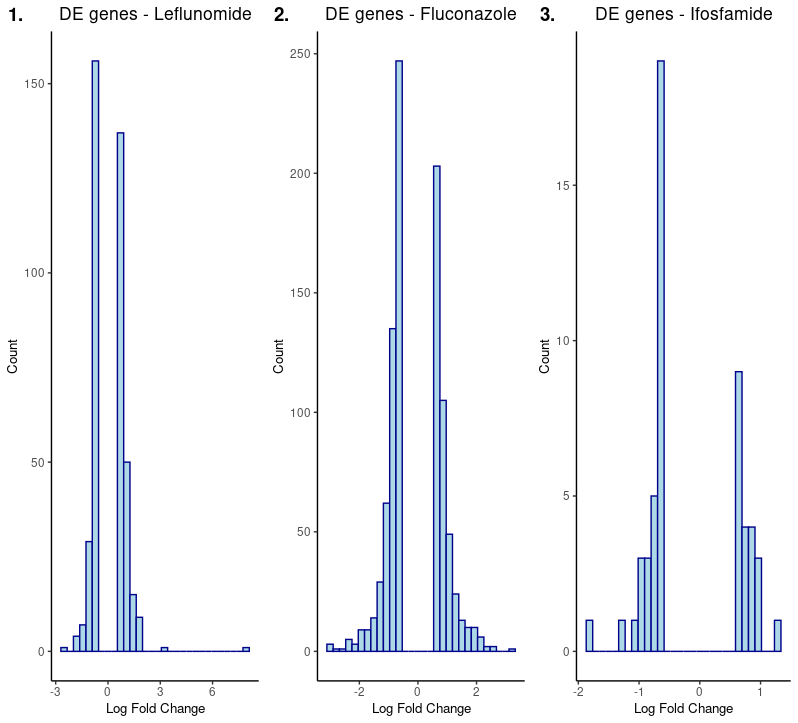 1. DE genes - Leflunomide
150
100
50
0
Count
-3 0 3 6
Log Fold Change
2. DE genes - Fluconazole
250
200
150
100
50
0
Count
-2 0 2
Log Fold Change
3. DE genes - Ifosfamide
15
10
5
0
Count
-2 -1 0 1
Log Fold Change